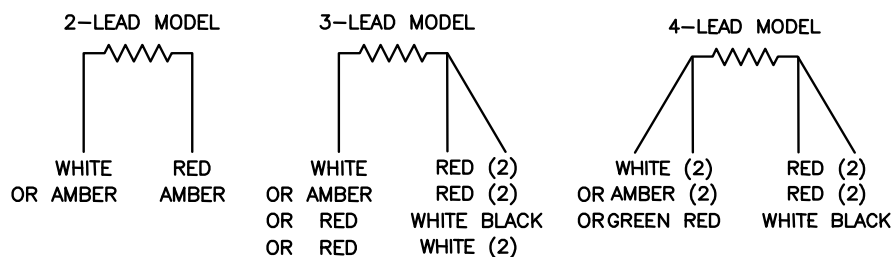 2-LEAD MODEL 3-LEAD MODEL 4-LEAD MODEL
WHITE RED WHITE RED (2) WHITE (2) RED (2)
OR AMBER AMBER OR AMBER RED (2) OR AMBER (2) RED (2)
OR RED WHITE BLACK OR GREEN RED WHITE BLACK
OR RED WHITE (2)